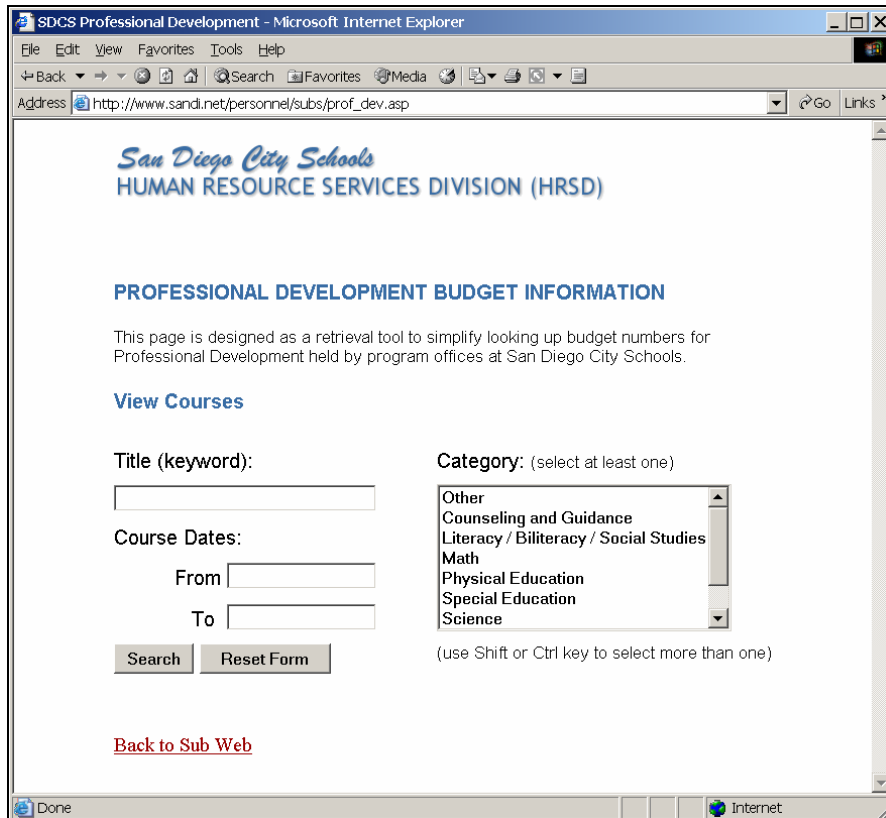 SDCS Professional Development - Microsoft Internet Explorer
File Edit View Favorites Tools Help
Back Search Favorites Media
Address http://www.sandi.net/personnel/subs/prof_dev.asp Go Links
San Diego City Schools
HUMAN RESOURCE SERVICES DIVISION (HRSD)
PROFESSIONAL DEVELOPMENT BUDGET INFORMATION
This page is designed as a retrieval tool to simplify looking up budget numbers for
Professional Development held by program offices at San Diego City Schools.
View Courses
Title (keyword):
Course Dates:
From
To
Search Reset Form
Category: (select at least one)
Other
Counseling and Guidance
Literacy / Biliteracy / Social Studies
Math
Physical Education
Special Education
Science
(use Shift or Ctrl key to select more than one)
Back to Sub Web
Done Internet